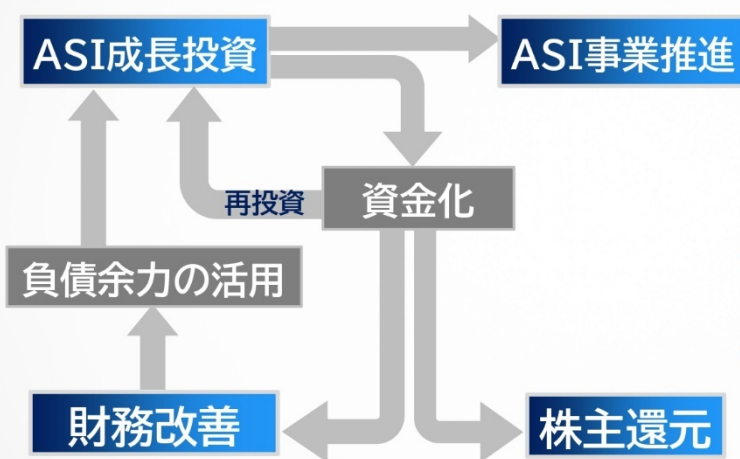 ASI成長投資
ASI事業推進
再投資
資金化
負債余力の活用
財務改善
株主還元